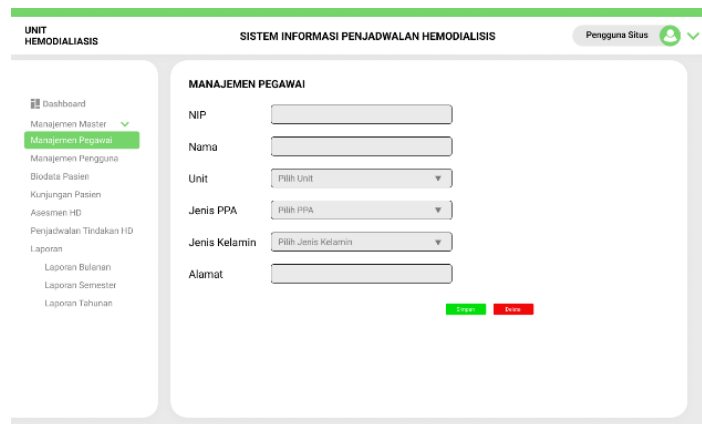 UNIT
HEMODIALIASIS
SISTEM INFORMASI PENJADWALAN HEMODIALISIS
Pengguna Situs
Dashboard
Manajemen Master
Manajemen Pegawai
Manajemen Pengguna
Biodata Pasien
Kunjungan Pasien
Asesmen HD
Penjadwalan Tindakan HD
Laporan
Laporan Bulanan
Laporan Semester
Laporan Tahunan
MANAJEMEN PEGAWAI
NIP
Nama
Unit Pilih Unit
Jenis PPA Pilih PPA
Jenis Kelamin Pilih Jenis Kelamin
Alamat
Simpan Delete